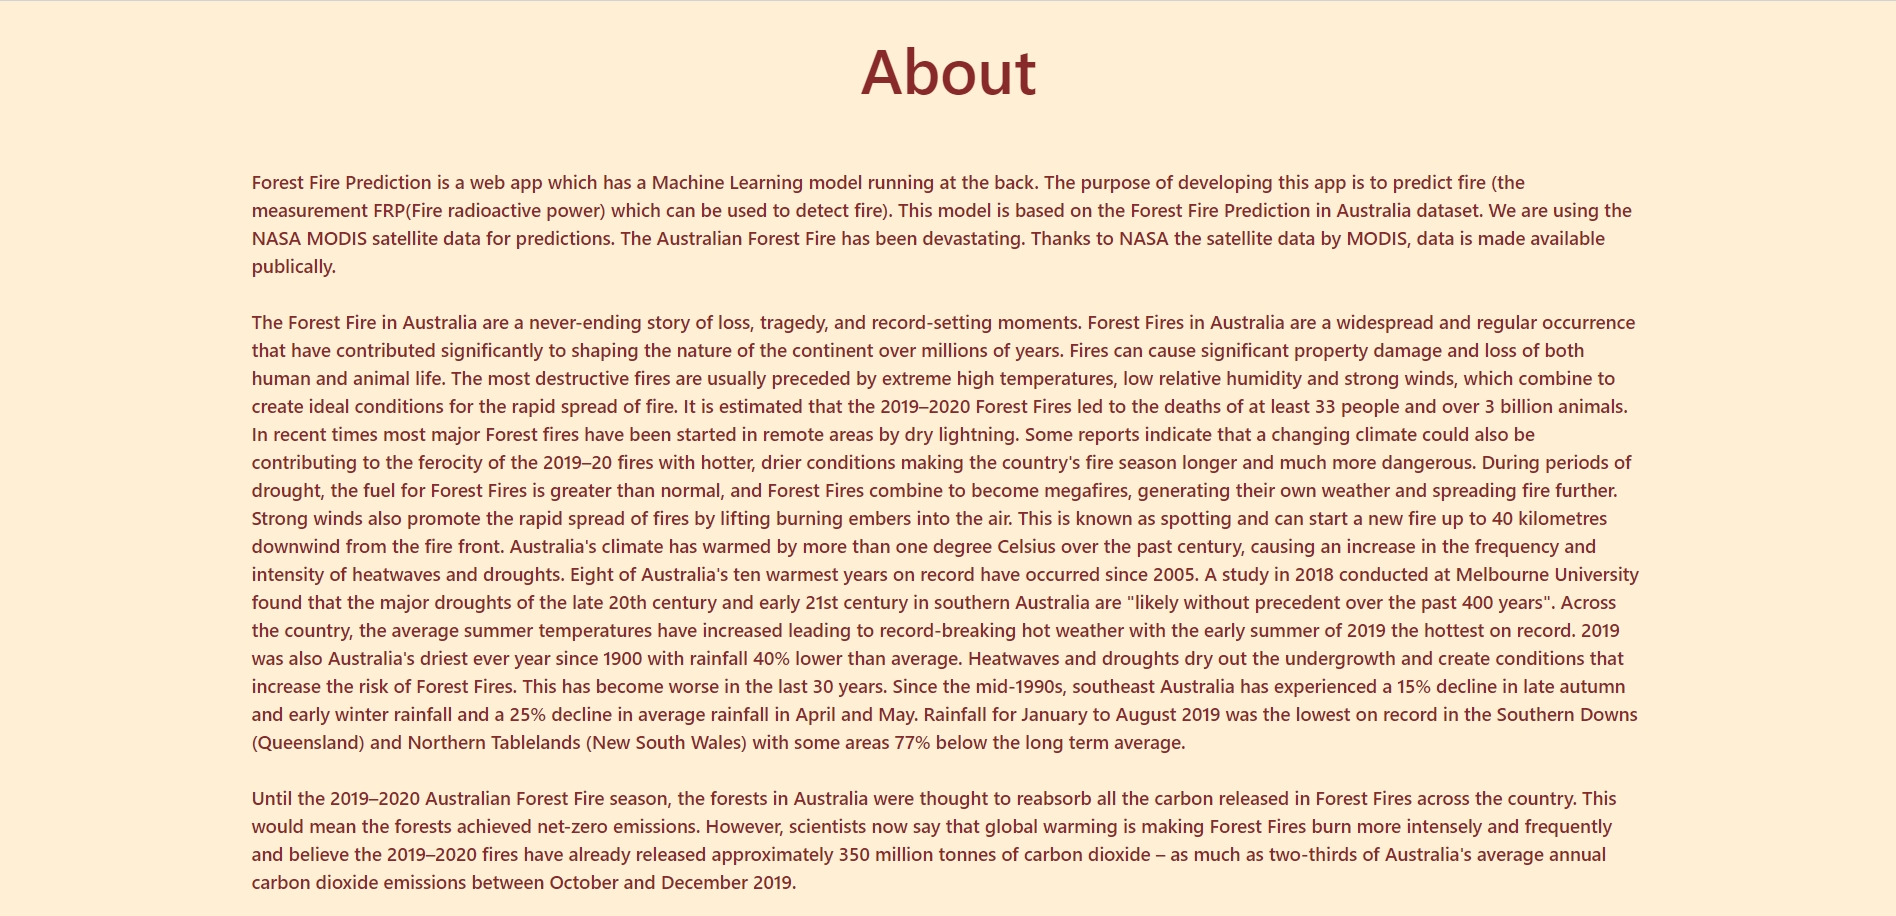 About
Forest Fire Prediction is a web app which has a Machine Learning model running at the back. The purpose of developing this app is to predict fire (the
measurement FRP(Fire radioactive power) which can be used to detect fire). This model is based on the Forest Fire Prediction in Australia dataset. We are using the
NASA MODIS satellite data for predictions. The Australian Forest Fire has been devastating. Thanks to NASA the satellite data by MODIS, data is made available
publically.
The Forest Fire in Australia are a never-ending story of loss, tragedy, and record-setting moments. Forest Fires in Australia are a widespread and regular occurrence
that have contributed significantly to shaping the nature of the continent over millions of years. Fires can cause significant property damage and loss of both
human and animal life. The most destructive fires are usually preceded by extreme high temperatures, low relative humidity and strong winds, which combine to
create ideal conditions for the rapid spread of fire. It is estimated that the 2019–2020 Forest Fires led to the deaths of at least 33 people and over 3 billion animals.
In recent times most major Forest fires have been started in remote areas by dry lightning. Some reports indicate that a changing climate could also be
contributing to the ferocity of the 2019–20 fires with hotter, drier conditions making the country's fire season longer and much more dangerous. During periods of
drought, the fuel for Forest Fires is greater than normal, and Forest Fires combine to become megafires, generating their own weather and spreading fire further.
Strong winds also promote the rapid spread of fires by lifting burning embers into the air. This is known as spotting and can start a new fire up to 40 kilometres
downwind from the fire front. Australia's climate has warmed by more than one degree Celsius over the past century, causing an increase in the frequency and
intensity of heatwaves and droughts. Eight of Australia's ten warmest years on record have occurred since 2005. A study in 2018 conducted at Melbourne University
found that the major droughts of the late 20th century and early 21st century in southern Australia are "likely without precedent over the past 400 years". Across
the country, the average summer temperatures have increased leading to record-breaking hot weather with the early summer of 2019 the hottest on record. 2019
was also Australia's driest ever year since 1900 with rainfall 40% lower than average. Heatwaves and droughts dry out the undergrowth and create conditions that
increase the risk of Forest Fires. This has become worse in the last 30 years. Since the mid-1990s, southeast Australia has experienced a 15% decline in late autumn
and early winter rainfall and a 25% decline in average rainfall in April and May. Rainfall for January to August 2019 was the lowest on record in the Southern Downs
(Queensland) and Northern Tablelands (New South Wales) with some areas 77% below the long term average.
Until the 2019–2020 Australian Forest Fire season, the forests in Australia were thought to reabsorb all the carbon released in Forest Fires across the country. This
would mean the forests achieved net-zero emissions. However, scientists now say that global warming is making Forest Fires burn more intensely and frequently
and believe the 2019–2020 fires have already released approximately 350 million tonnes of carbon dioxide – as much as two-thirds of Australia's average annual
carbon dioxide emissions between October and December 2019.